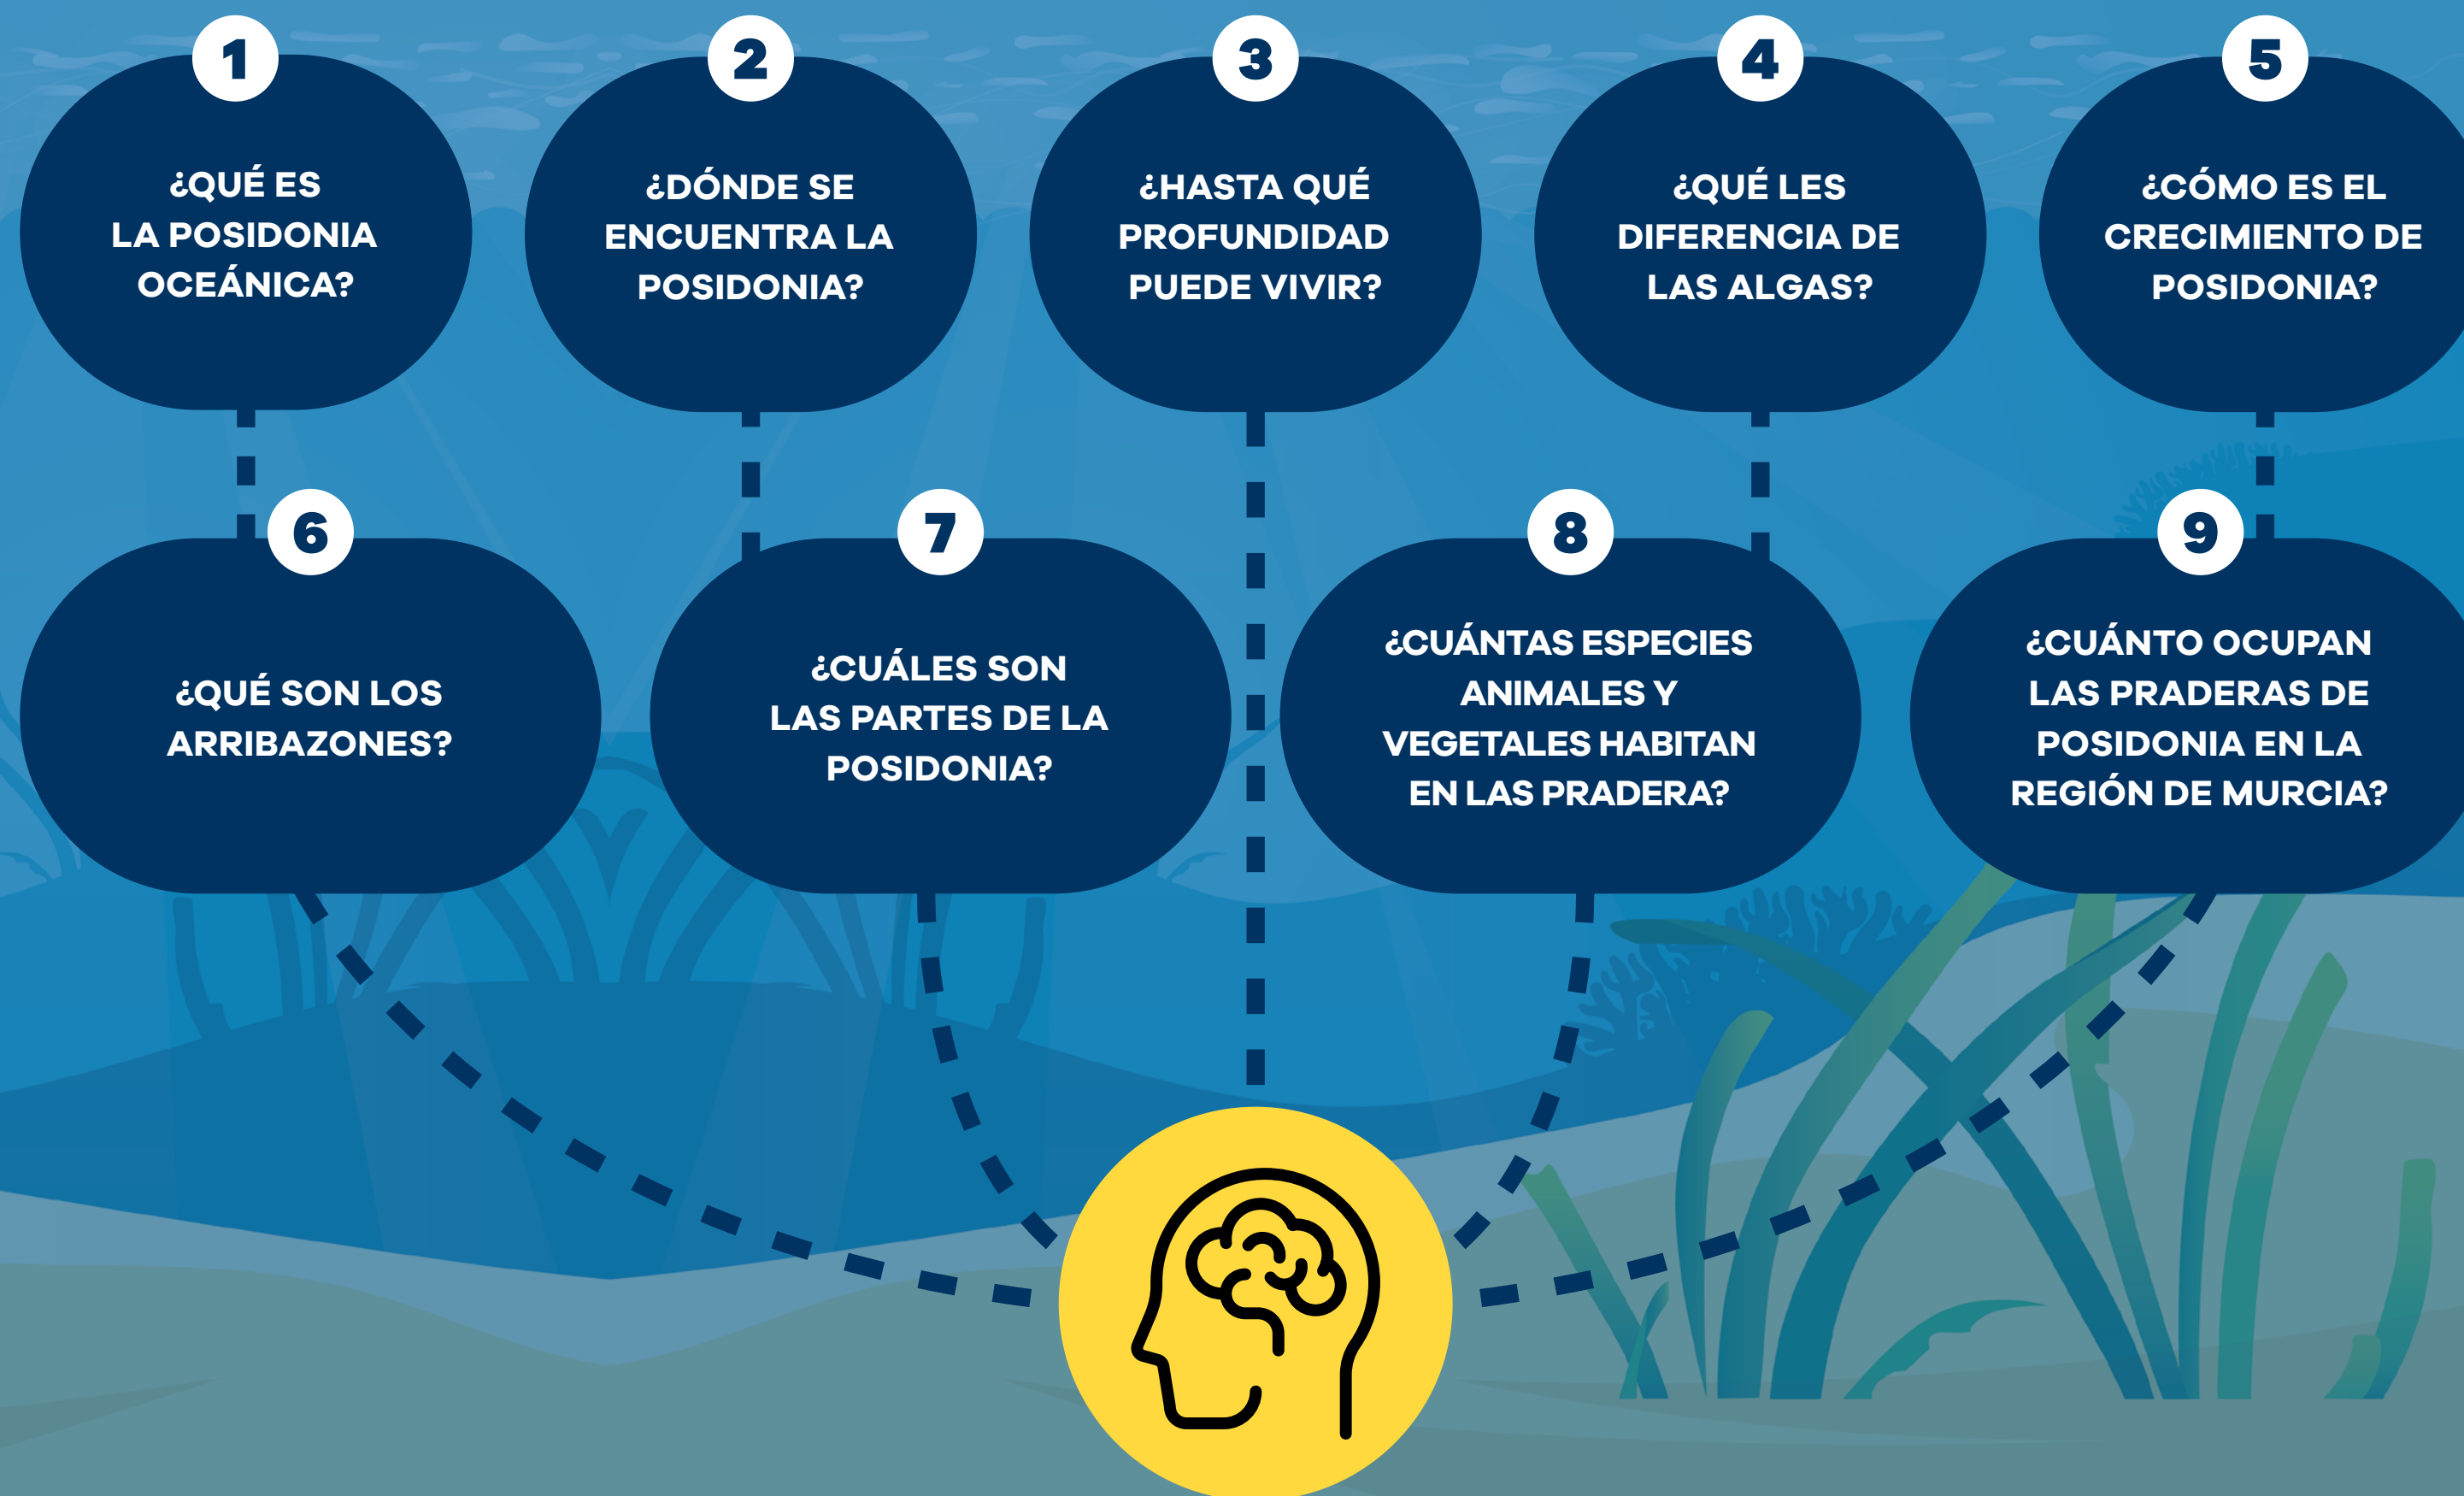 1
¿QUÉ ES
LA POSIDONIA
OCEÁNICA?
2
¿DÓNDE SE
ENCUENTRA LA
POSIDONIA?
3
¿HASTA QUÉ
PROFUNDIDAD
PUEDE VIVIR?
4
¿QUÉ LES
DIFERENCIA DE
LAS ALGAS?
5
¿CÓMO ES EL
CRECIMIENTO DE
POSIDONIA?
6
¿QUÉ SON LOS
ARRIBAZONES?
7
¿CUÁLES SON
LAS PARTES DE LA
POSIDONIA?
8
¿CUÁNTAS ESPECIES
ANIMALES Y
VEGETALES HABITAN
EN LAS PRADERA?
9
¿CUÁNTO OCUPAN
LAS PRADERAS DE
POSIDONIA EN LA
REGIÓN DE MURCIA?